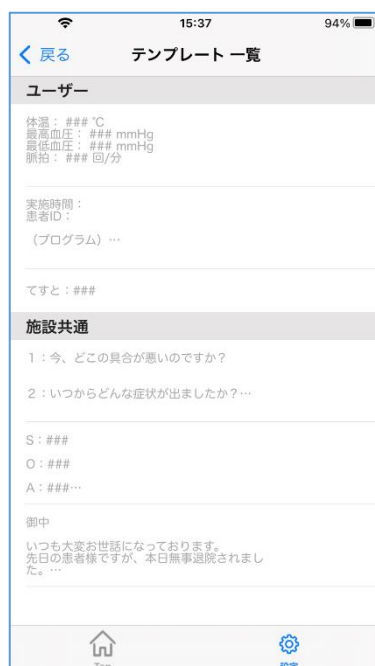 15:37
94%
戻る
テンプレート 一覧
ユーザー
体温： ### ℃
最高血圧： ### mmHg
最低血圧： ### mmHg
脈拍： ### 回/分
実施時間：
患者ID：
（プログラム）…
てすと：###
施設共通
1：今、どこの具合が悪いのですか？
2：いつからどんな症状が出ましたか？…
S：###
O：###
A：###…
御中
いつも大変お世話になっております。
先日の患者様ですが、本日無事退院されまし
た。…
Top
設定